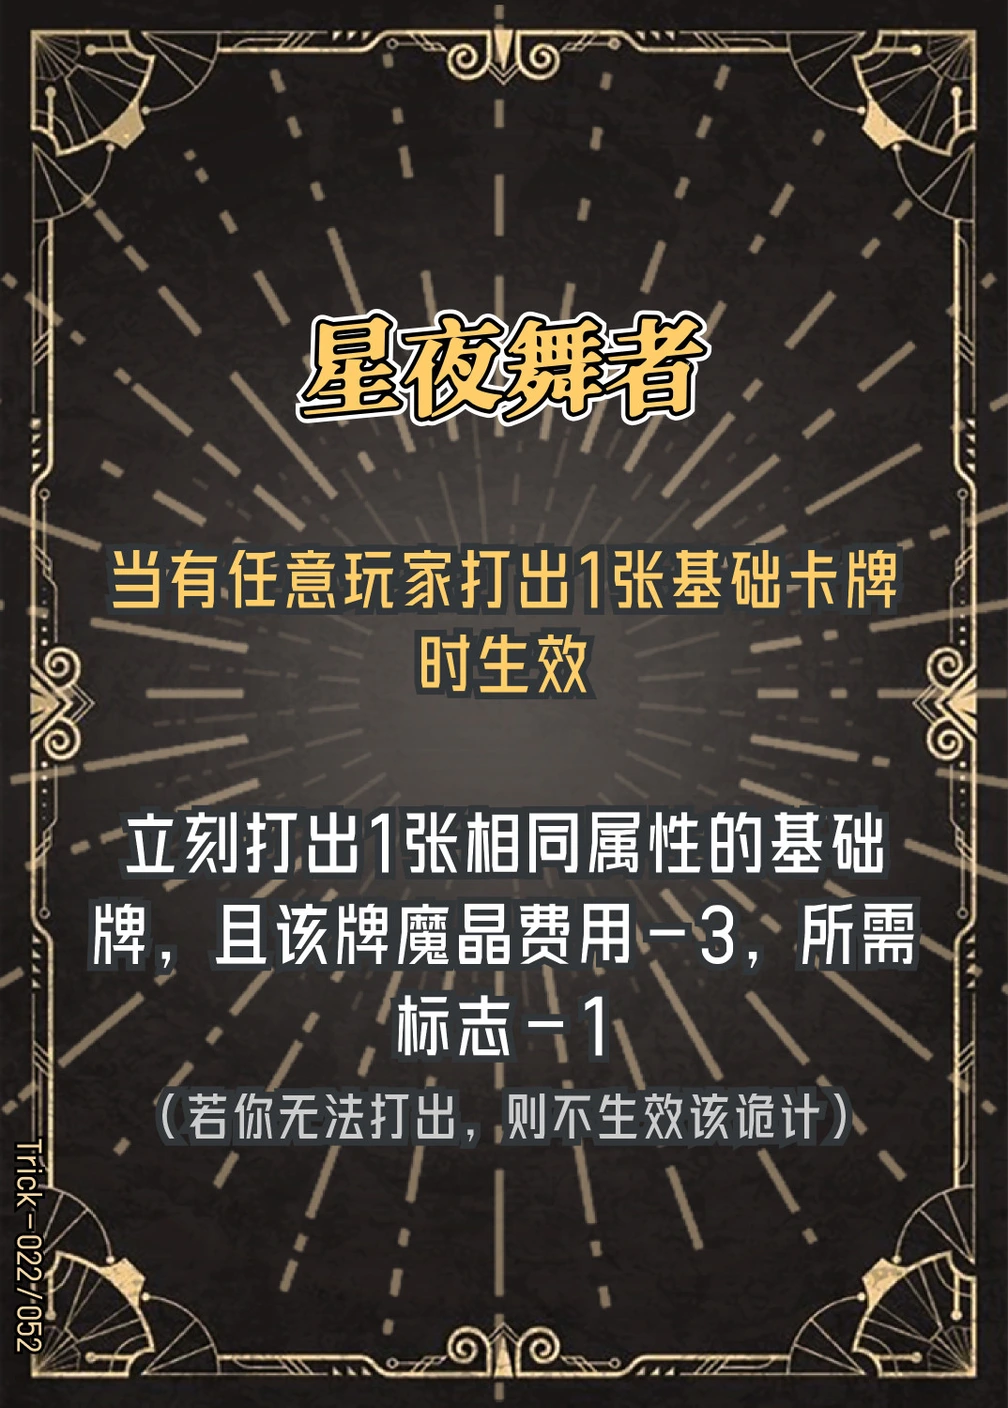 星夜舞者
当有任意玩家打出1张基础卡牌
时生效
立刻打出1张相同属性的基础
牌，且该牌魔晶费用－3，所需
标志－1
（若你无法打出，则不生效该诡计）
Trick－022/052